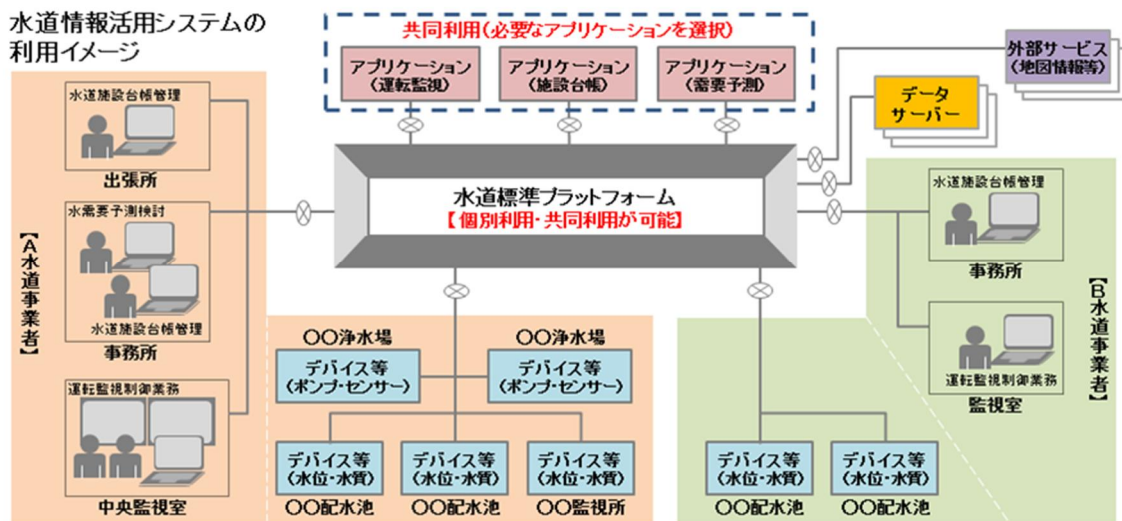 水道情報活用システムの
利用イメージ
共同利用(必要なアプリケーションを選択)
アプリケーション
(運転監視)
アプリケーション
(施設台帳)
アプリケーション
(需要予測)
外部サービス
(地図情報等)
データ
サーバー
水道標準プラットフォーム
【個別利用・共同利用が可能】
【A水道事業者】
水道施設台帳管理
出張所
水需要予測検討
水道施設台帳管理
事務所
運転監視制御業務
中央監視室
〇〇浄水場
デバイス等
(ポンプ・センサー)
〇〇浄水場
デバイス等
(ポンプ・センサー)
デバイス等
(水位・水質)
〇〇配水池
デバイス等
(水位・水質)
〇〇配水池
デバイス等
(水位・水質)
〇〇監視所
デバイス等
(水位・水質)
〇〇配水池
デバイス等
(水位・水質)
〇〇配水池
水道施設台帳管理
事務所
運転監視制御業務
監視室
【B水道事業者】